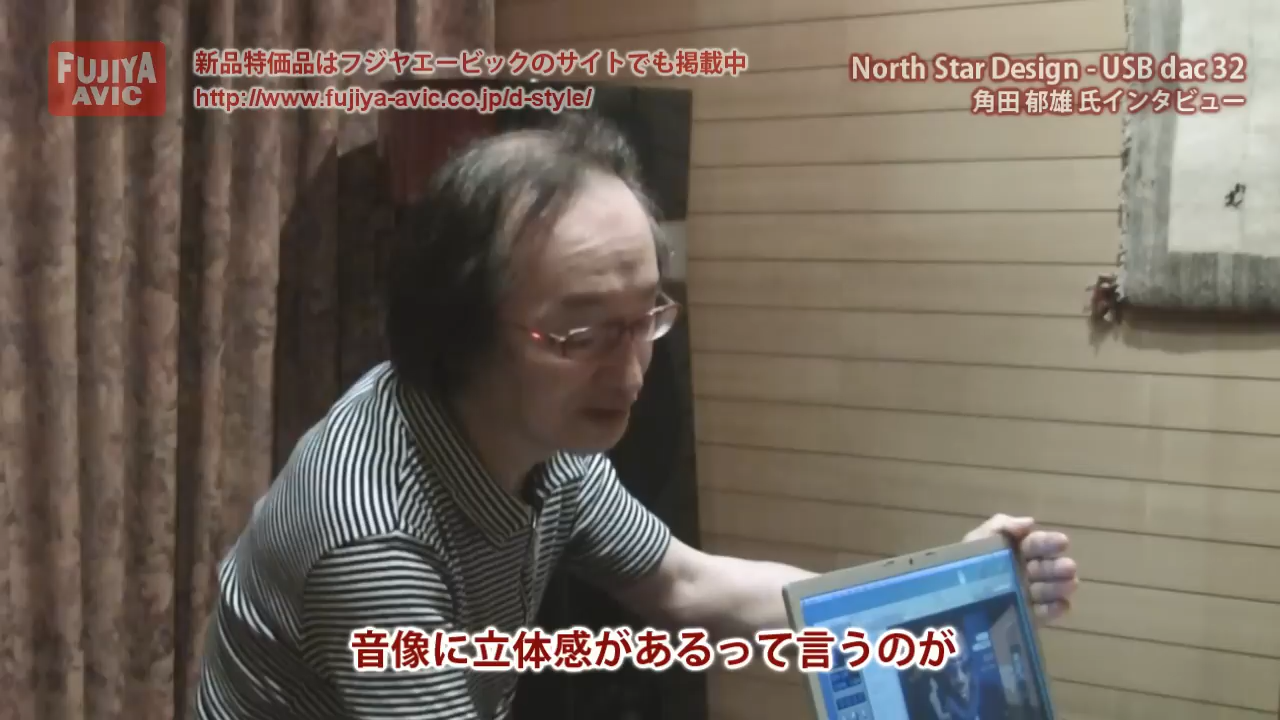 FUJIYA
AVIC
新品特価品はフジヤエービックのサイトでも掲載中
http://www.fujiya-avic.co.jp/d-style/
North Star Design - USB dac 32
角田 郁雄 氏インタビュー
音像に立体感があるって言うのが